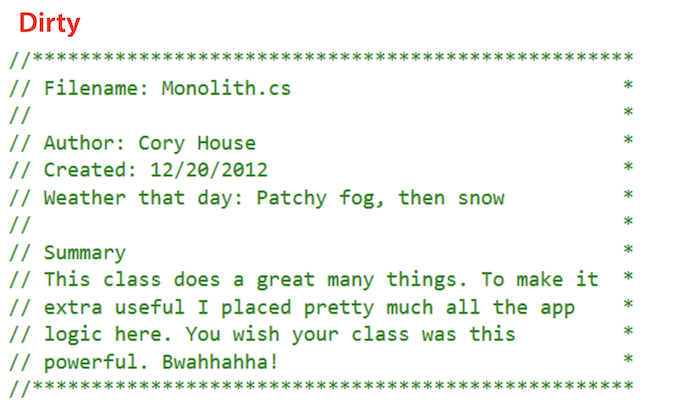 Dirty
//***************************************************
// Filename: Monolith.cs                            *
//                                                  *
// Author: Cory House                               *
// Created: 12/20/2012                              *
// Weather that day: Patchy fog, then snow          *
//                                                  *
// Summary                                          *
// This class does a great many things. To make it  *
// extra useful I placed pretty much all the app    *
// logic here. You wish your class was this         *
// powerful. Bwahhahha!                             *
//***************************************************